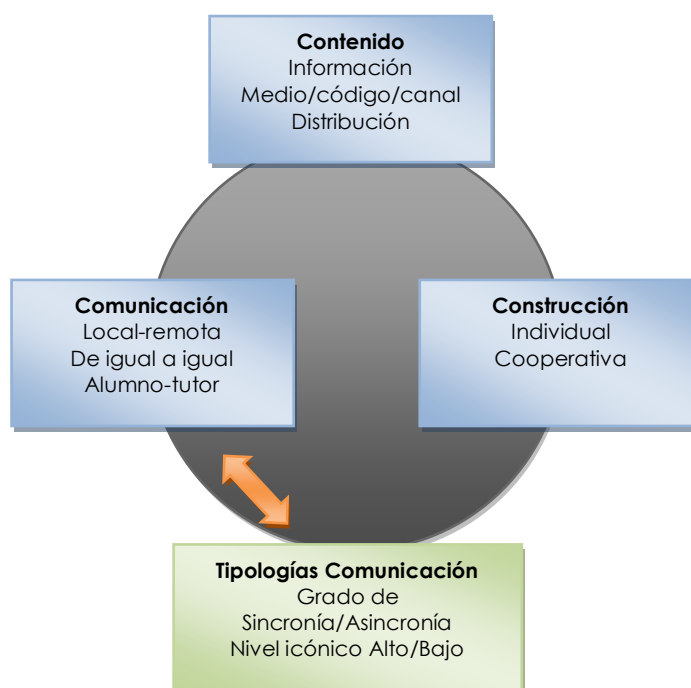 Contenido
Información
Medio/código/canal
Distribución
Comunicación
Local-remota
De igual a igual
Alumno-tutor
Construcción
Individual
Cooperativa
Tipologías Comunicación
Grado de
Sincronía/Asincronía
Nivel icónico Alto/Bajo